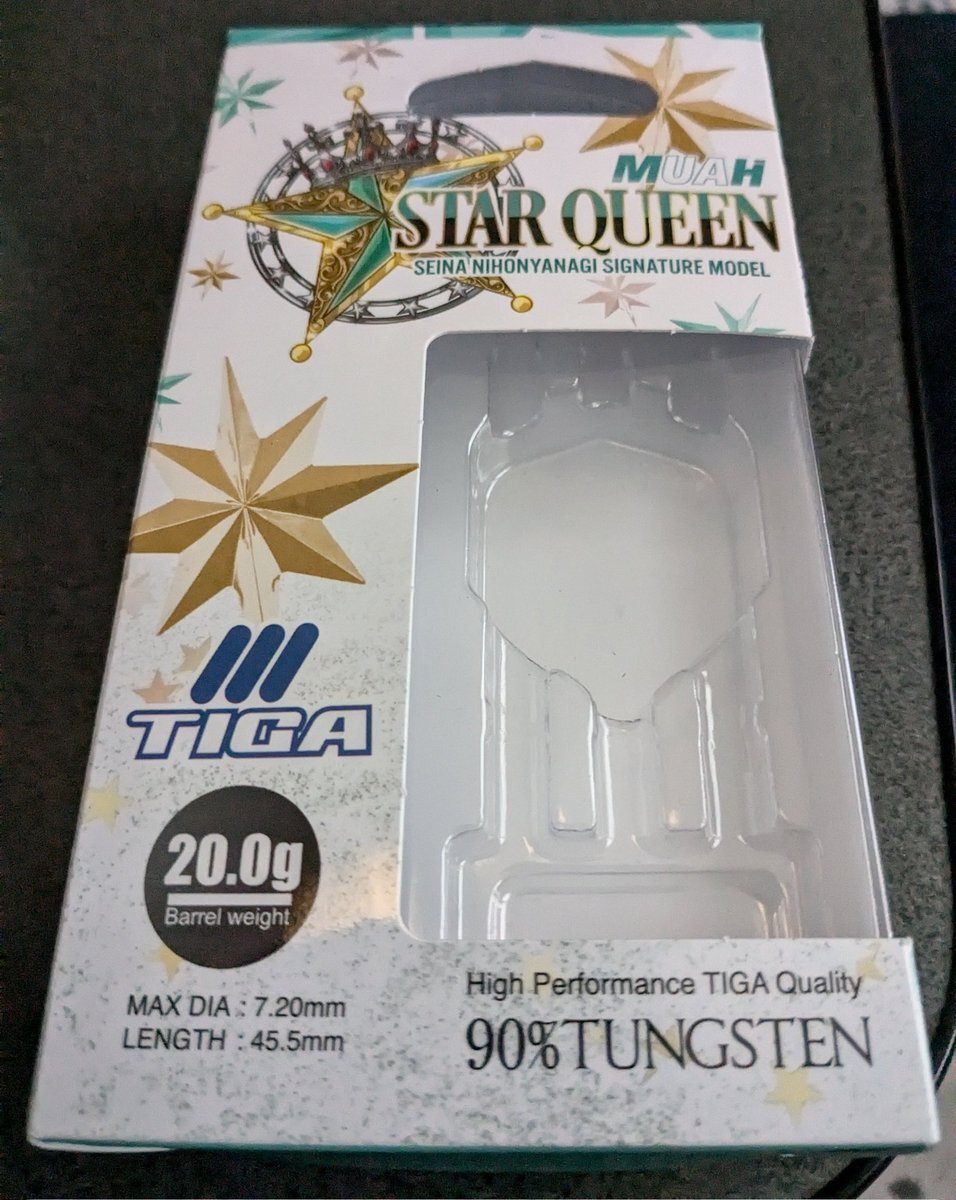 MUAH
STAR QUEEN
SEINA NIHONYANAGI SIGNATURE MODEL
TIGA
20.0g
Barrel weight
MAX DIA : 7.20mm
LENGTH : 45.5mm
High Performance TIGA Quality
90%TUNGSTEN